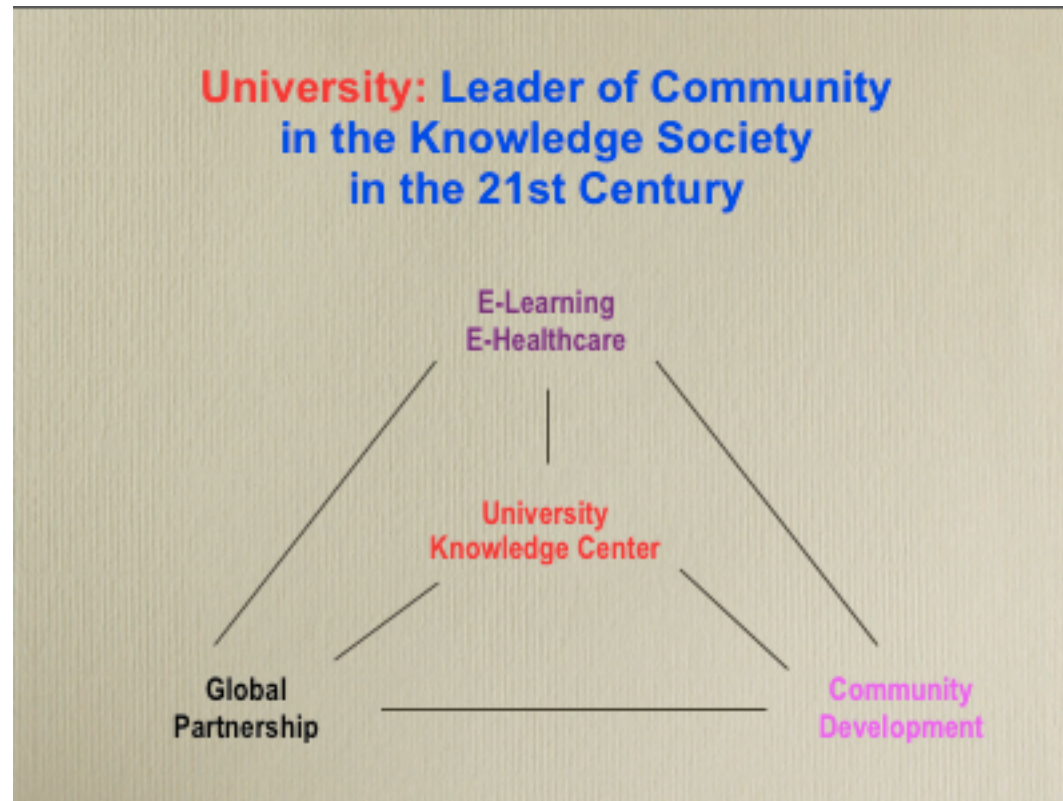 University: Leader of Community
in the Knowledge Society
in the 21st Century
E-Learning
E-Healthcare
University
Knowledge Center
Global
Partnership
Community
Development